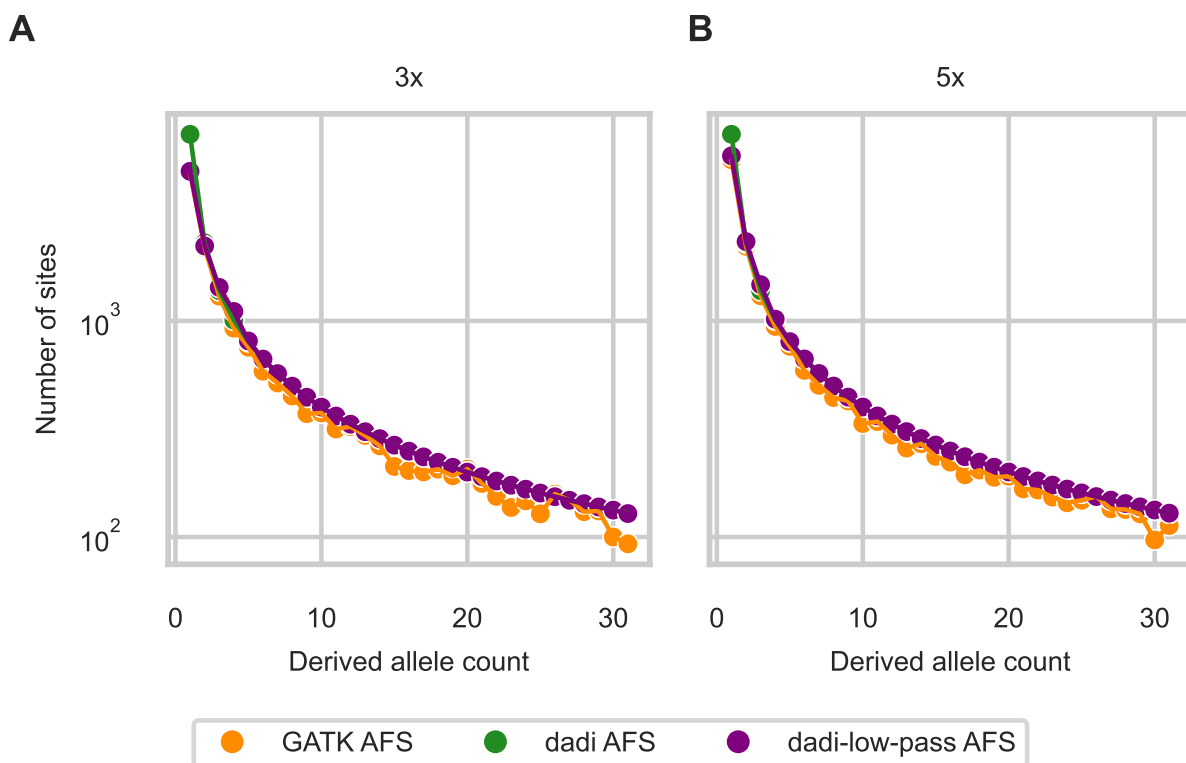 A
B
3x
5x
Number of sites
10^3
10^2
0 10 20 30
0 10 20 30
Derived allele count
Derived allele count
GATK AFS dadi AFS dadi-low-pass AFS